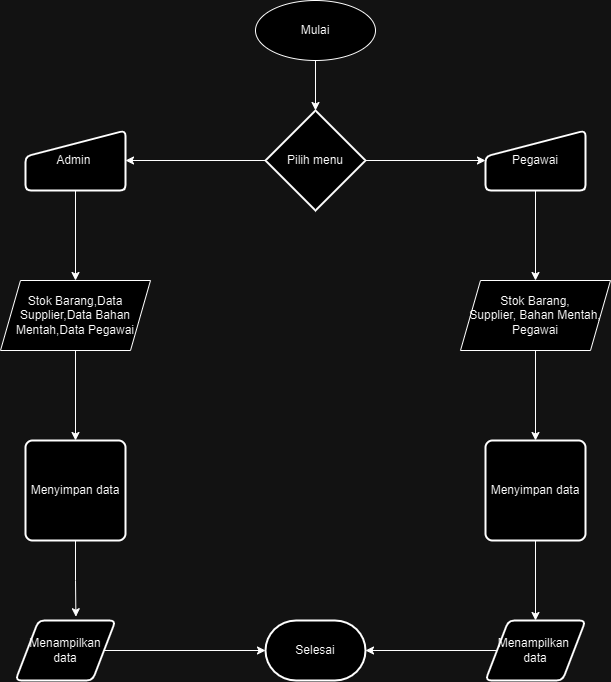 Mulai
Pilih menu
Admin
Pegawai
Stok Barang,Data
Supplier,Data Bahan
Mentah,Data Pegawai
Stok Barang,
Supplier, Bahan Mentah,
Pegawai
Menyimpan data
Menyimpan data
Menampilkan
data
Selesai
Menampilkan
data